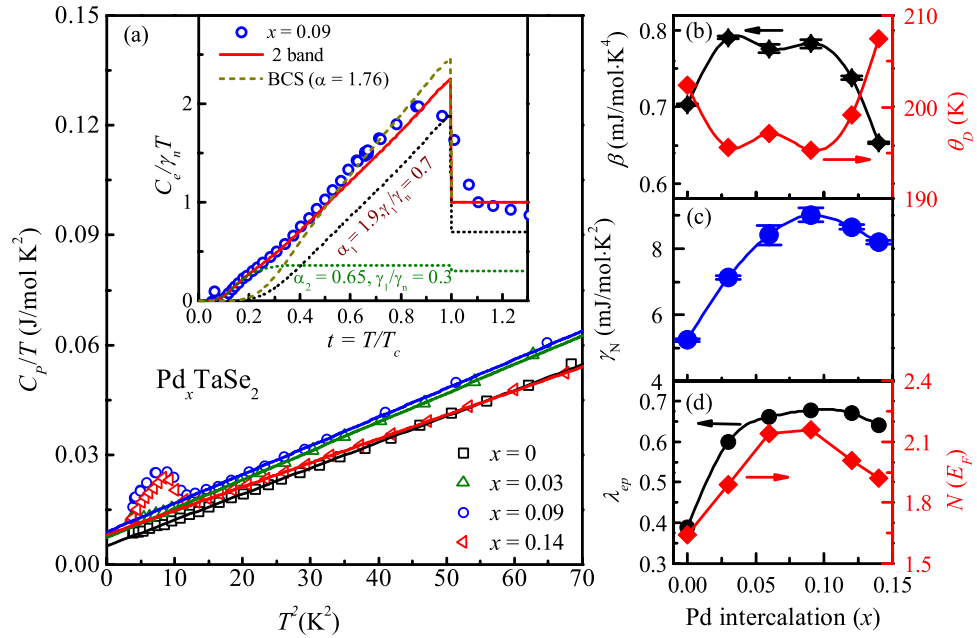 (a)
x = 0.09
2 band
BCS (α = 1.76)
C_e/γ_nT
2
1
0
α_1 = 1.9,γ_1/γ_n = 0.7
α_2 = 0.65, γ_1/γ_n = 0.3
0.0 0.2 0.4 0.6 0.8 1.0 1.2
t = T/T_c
C_P/T (J/mol K^2)
0.15
0.12
0.09
0.06
0.03
0.00
Pd_xTaSe_2
x = 0
x = 0.03
x = 0.09
x = 0.14
0 10 20 30 40 50 60 70
T^2(K^2)
(b)
β (mJ/mol·K^4)
0.8
0.7
0.6
210
200
190
θ_D (K)
(c)
γ_N (mJ/mol·K^2)
8
6
4
(d)
λ_ep
0.7
0.6
0.5
0.4
0.3
2.4
2.1
1.8
1.5
N (E_F)
0.00 0.05 0.10 0.15
Pd intercalation (x)